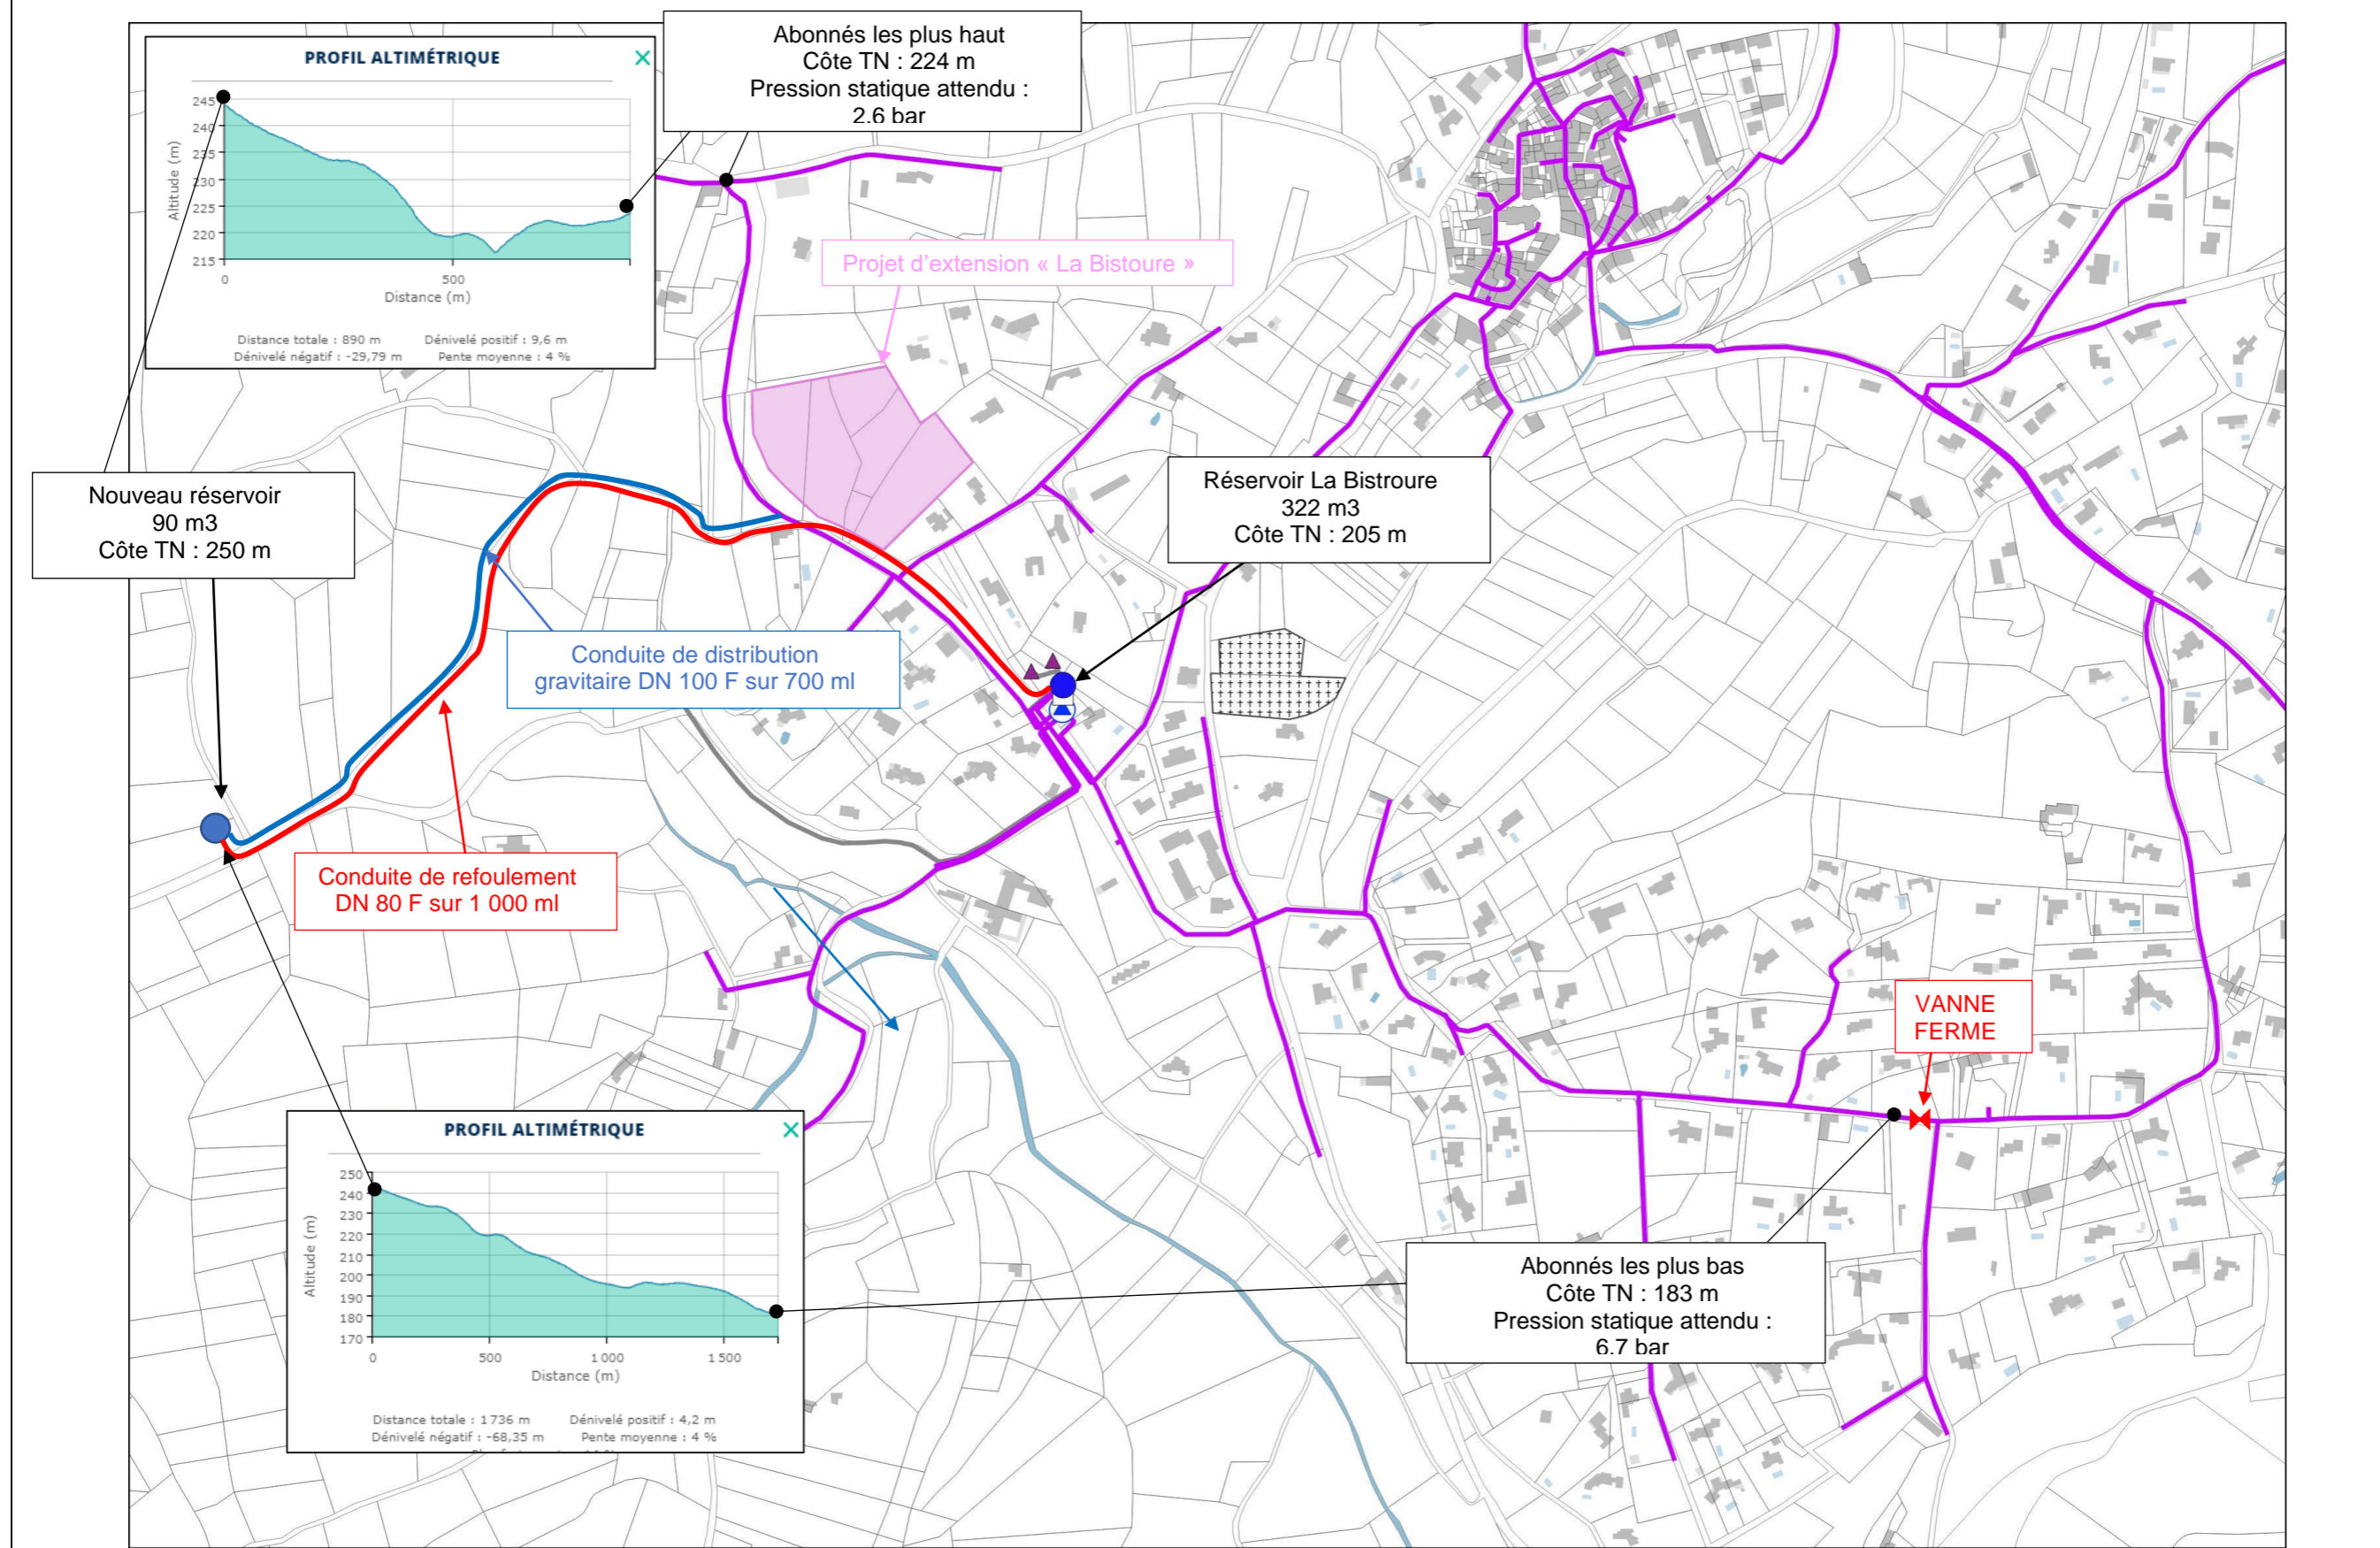 PROFIL ALTIMÉTRIQUE
245
240
235
230
225
220
215
Altitude (m)
0
500
Distance (m)
Distance totale : 890 m
Dénivelé positif : 9,6 m
Dénivelé négatif : -29,79 m
Pente moyenne : 4 %
Abonnés les plus haut
Côte TN : 224 m
Pression statique attendu :
2.6 bar
Projet d'extension « La Bistoure »
Nouveau réservoir
90 m3
Côte TN : 250 m
Réservoir La Bistroure
322 m3
Côte TN : 205 m
Conduite de distribution
gravitaire DN 100 F sur 700 ml
Conduite de refoulement
DN 80 F sur 1 000 ml
VANNE
FERME
PROFIL ALTIMÉTRIQUE
250
240
230
220
210
200
190
180
170
Altitude (m)
0
500
1 000
1 500
Distance (m)
Distance totale : 1 736 m
Dénivelé positif : 4,2 m
Dénivelé négatif : -68,35 m
Pente moyenne : 4 %
Abonnés les plus bas
Côte TN : 183 m
Pression statique attendu :
6.7 bar